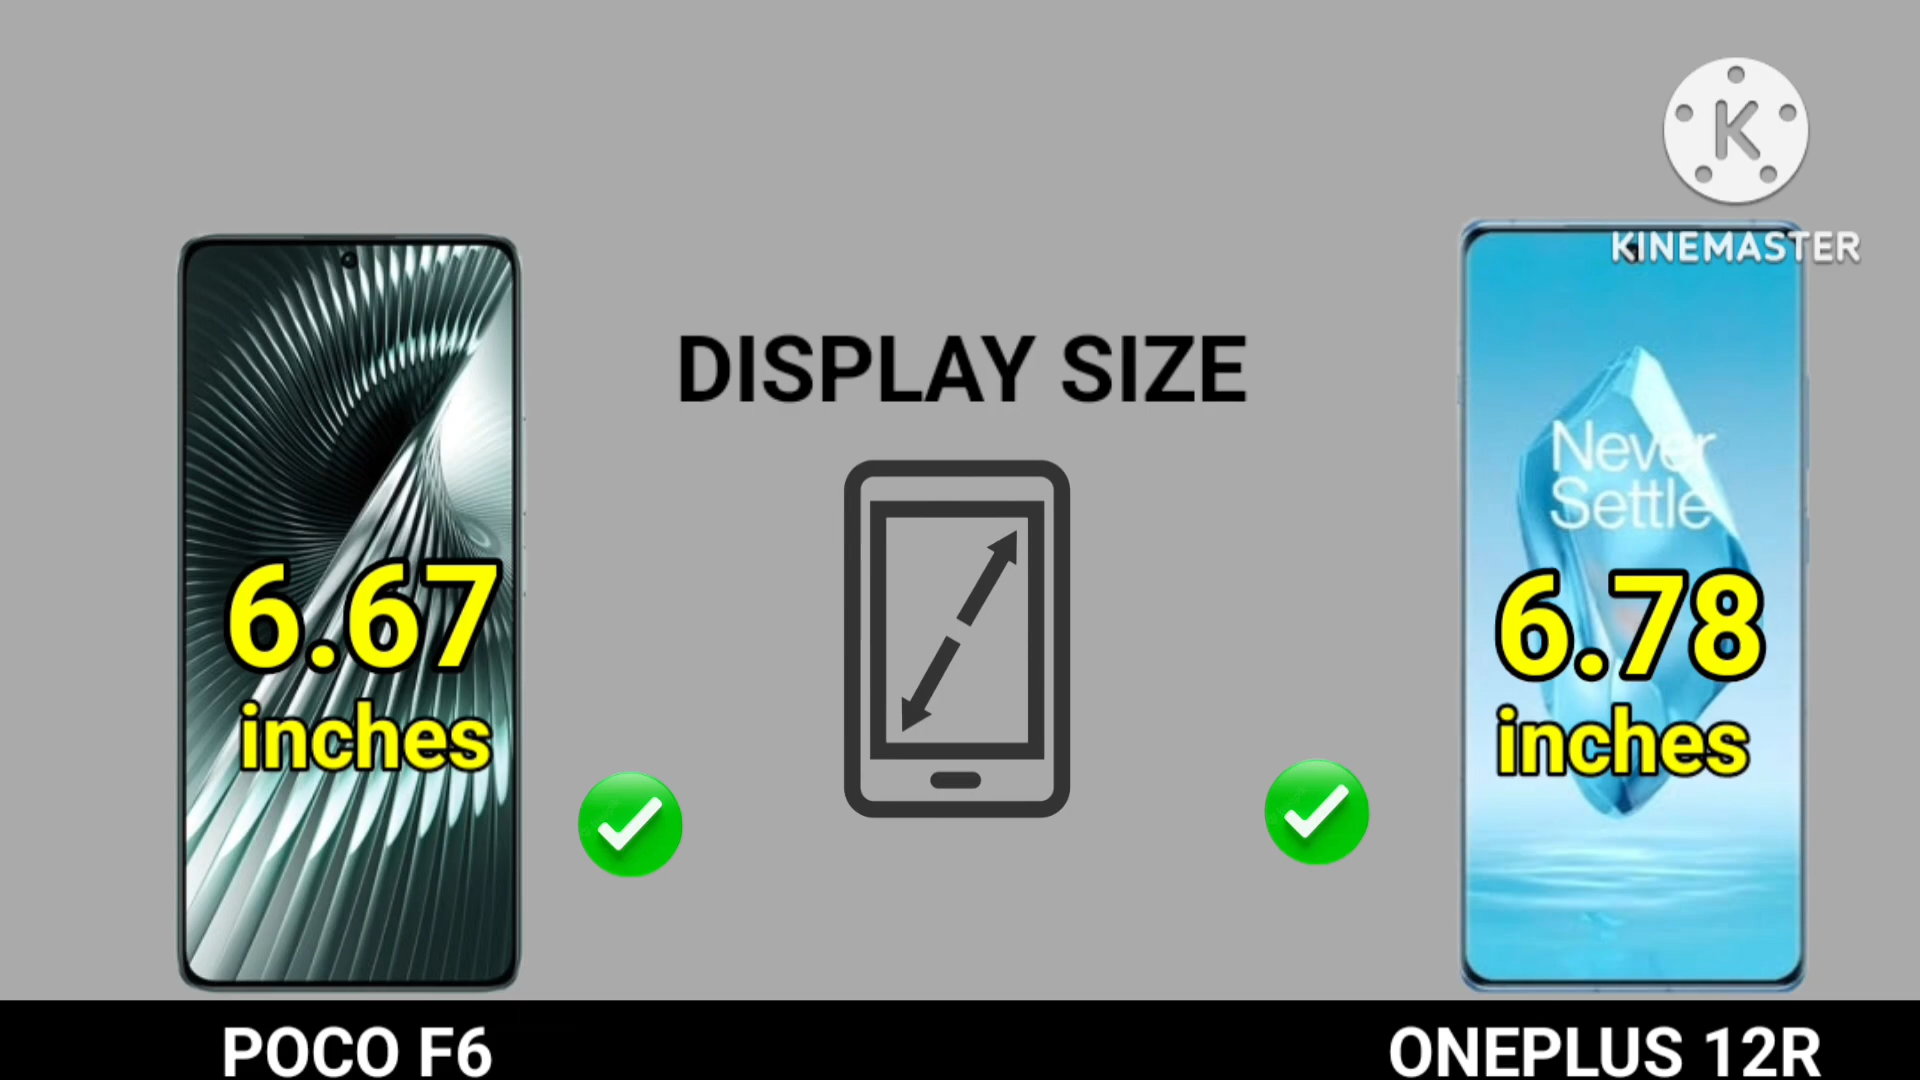 K
KINEMASTER
DISPLAY SIZE
Never
Settle
6.67
inches
6.78
inches
POCO F6
ONEPLUS 12R